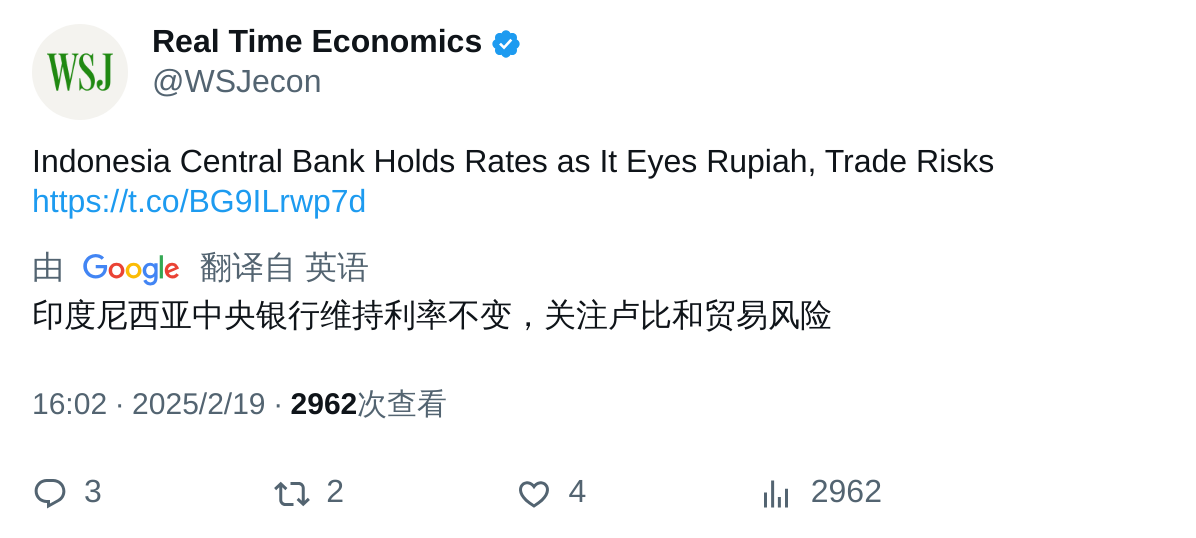 WSJ
Real Time Economics
@WSJecon
Indonesia Central Bank Holds Rates as It Eyes Rupiah, Trade Risks
https://t.co/BG9ILrwp7d
由 Google 翻译自 英语
印度尼西亚中央银行维持利率不变，关注卢比和贸易风险
16:02 · 2025/2/19 · 2962次查看
3 2 4 2962